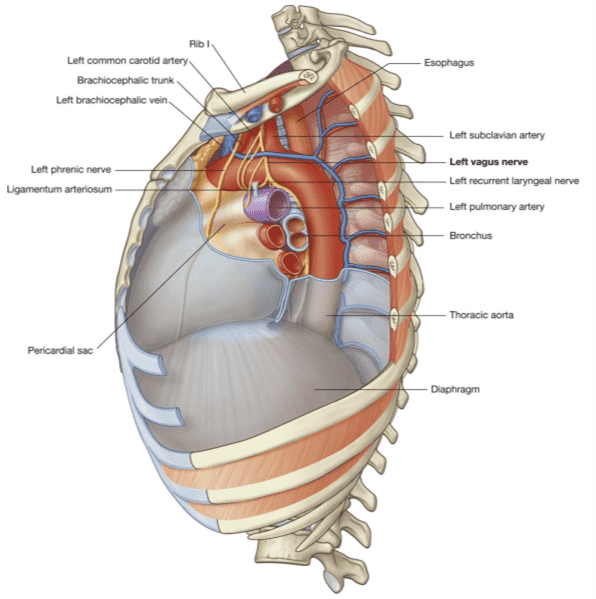 Rib I
Left common carotid artery
Brachiocephalic trunk
Left brachiocephalic vein
Left phrenic nerve
Ligamentum arteriosum
Pericardial sac
Esophagus
Left subclavian artery
Left vagus nerve
Left recurrent laryngeal nerve
Left pulmonary artery
Bronchus
Thoracic aorta
Diaphragm